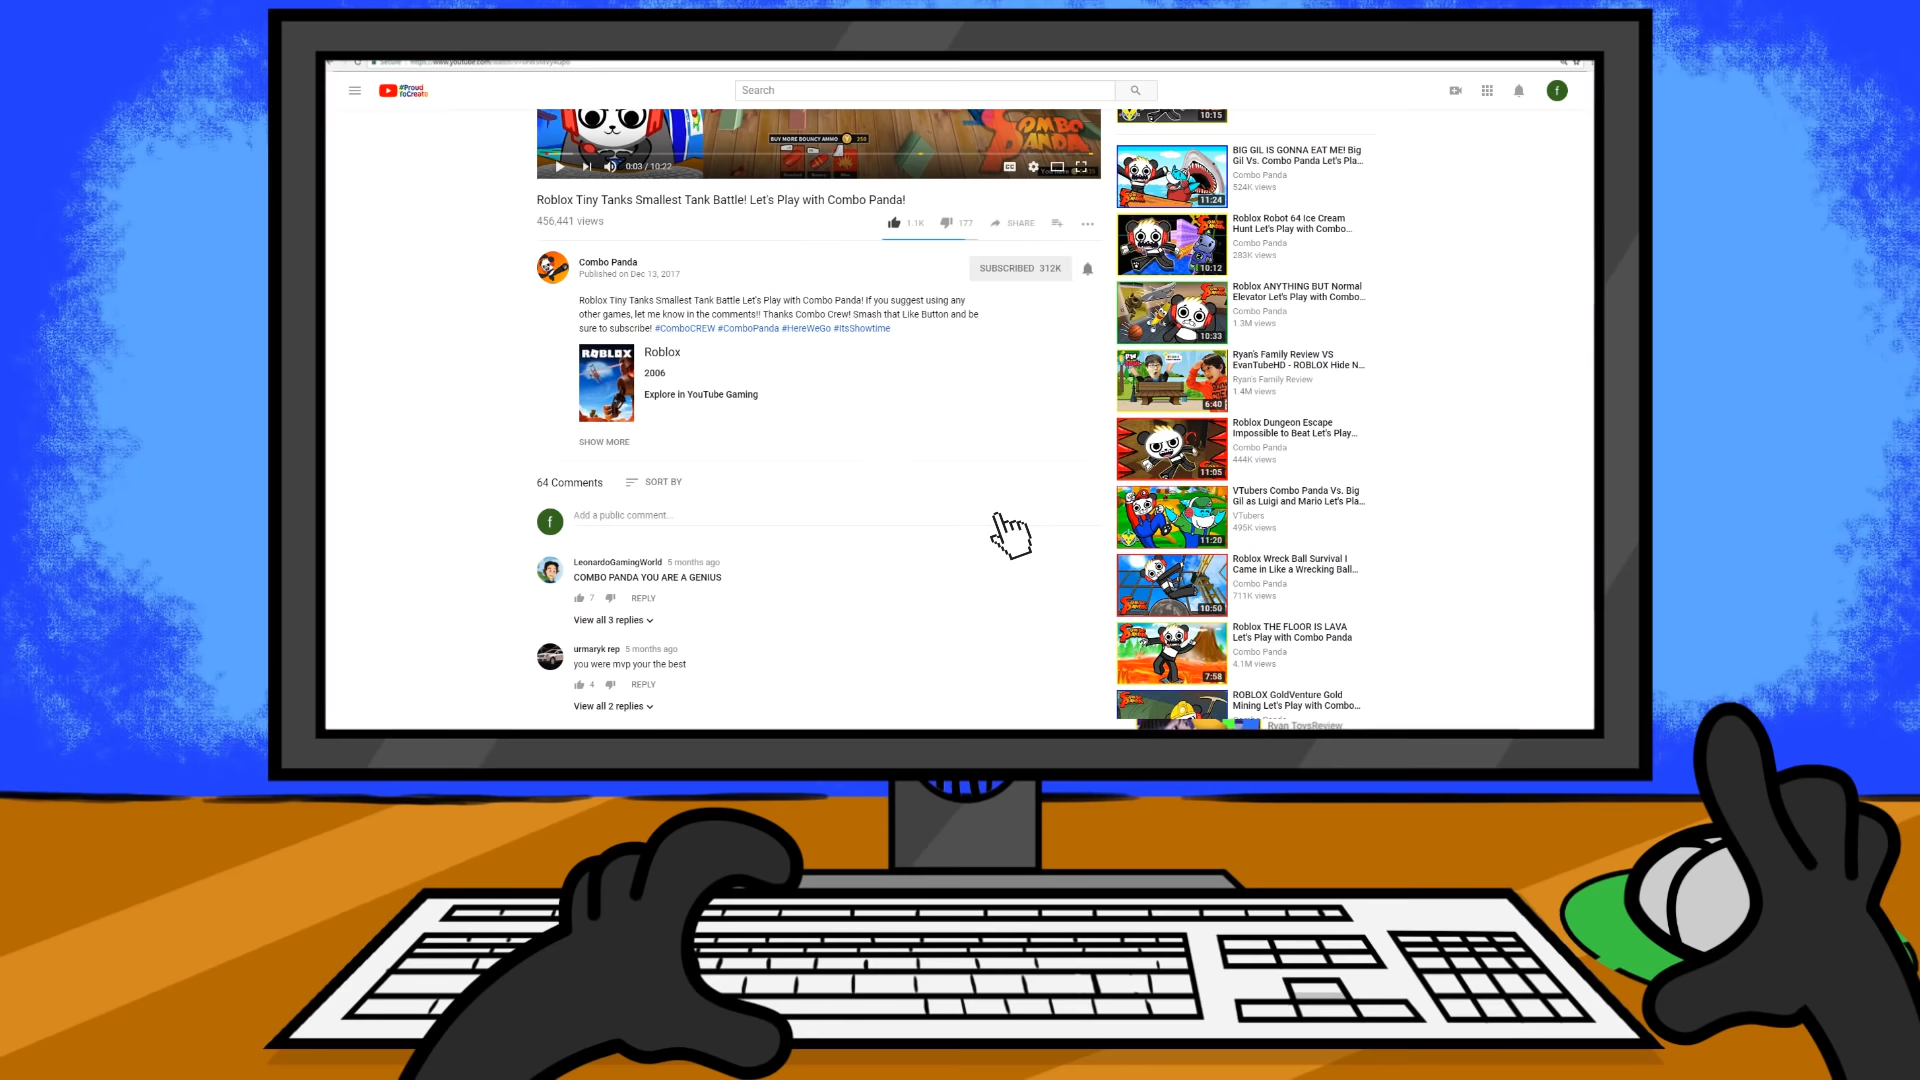 Secure
#Proud
ToCreate
Search
f
COMBO
PANDA
BUY MORE BOUNCY AMMO 250
0:03 / 10:22
CC
Roblox Tiny Tanks Smallest Tank Battle! Let's Play with Combo Panda!
456,441 views
1.1K 177 SHARE
Combo Panda
Published on Dec 13, 2017
SUBSCRIBED 312K
Roblox Tiny Tanks Smallest Tank Battle Let's Play with Combo Panda! If you suggest using any
other games, let me know in the comments!! Thanks Combo Crew! Smash that Like Button and be
sure to subscribe! #ComboCREW #ComboPanda #HereWeGo #ItsShowtime
ROBLOX
Roblox
2006
Explore in YouTube Gaming
SHOW MORE
64 Comments SORT BY
f
Add a public comment...
LeonardoGamingWorld 5 months ago
COMBO PANDA YOU ARE A GENIUS
7 REPLY
View all 3 replies
urmaryk rep 5 months ago
you were mvp your the best
4 REPLY
View all 2 replies
10:15
11:24
BIG GIL IS GONNA EAT ME! Big
Gil Vs. Combo Panda Let's Pla...
Combo Panda
524K views
10:12
Roblox Robot 64 Ice Cream
Hunt Let's Play with Combo...
Combo Panda
283K views
10:33
Roblox ANYTHING BUT Normal
Elevator Let's Play with Combo...
Combo Panda
1.3M views
6:40
Ryan's Family Review VS
EvanTubeHD - ROBLOX Hide N...
Ryan's Family Review
1.4M views
11:05
Roblox Dungeon Escape
Impossible to Beat Let's Play...
Combo Panda
444K views
11:20
VTubers Combo Panda Vs. Big
Gil as Luigi and Mario Let's Pla...
VTubers
495K views
10:50
Roblox Wreck Ball Survival I
Came in Like a Wrecking Ball...
Combo Panda
711K views
7:58
Roblox THE FLOOR IS LAVA
Let's Play with Combo Panda
Combo Panda
4.1M views
ROBLOX GoldVenture Gold
Mining Let's Play with Combo...
Ryan ToysReview